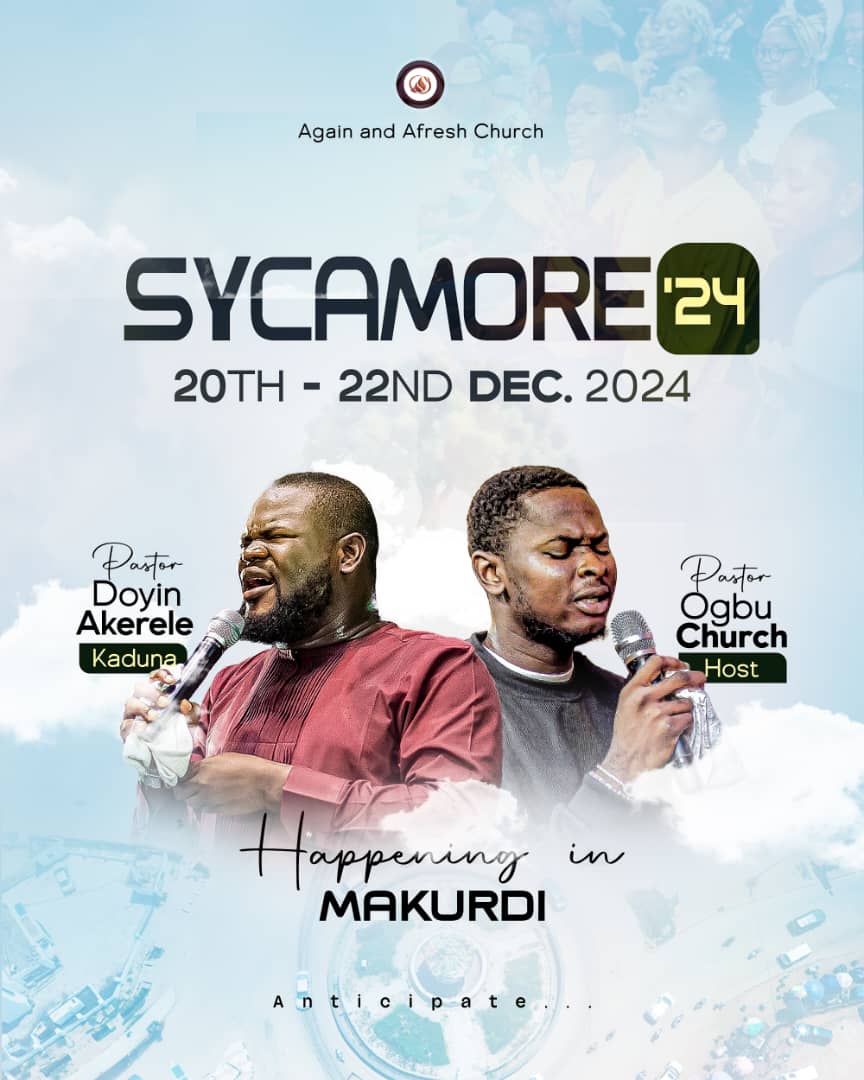 Again and Afresh Church
SYCAMORE '24
20TH - 22ND DEC. 2024
Pastor
Doyin
Akerele
Kaduna
Pastor
Ogbu
Church
Host
Happening in
MAKURDI
Anticipate...